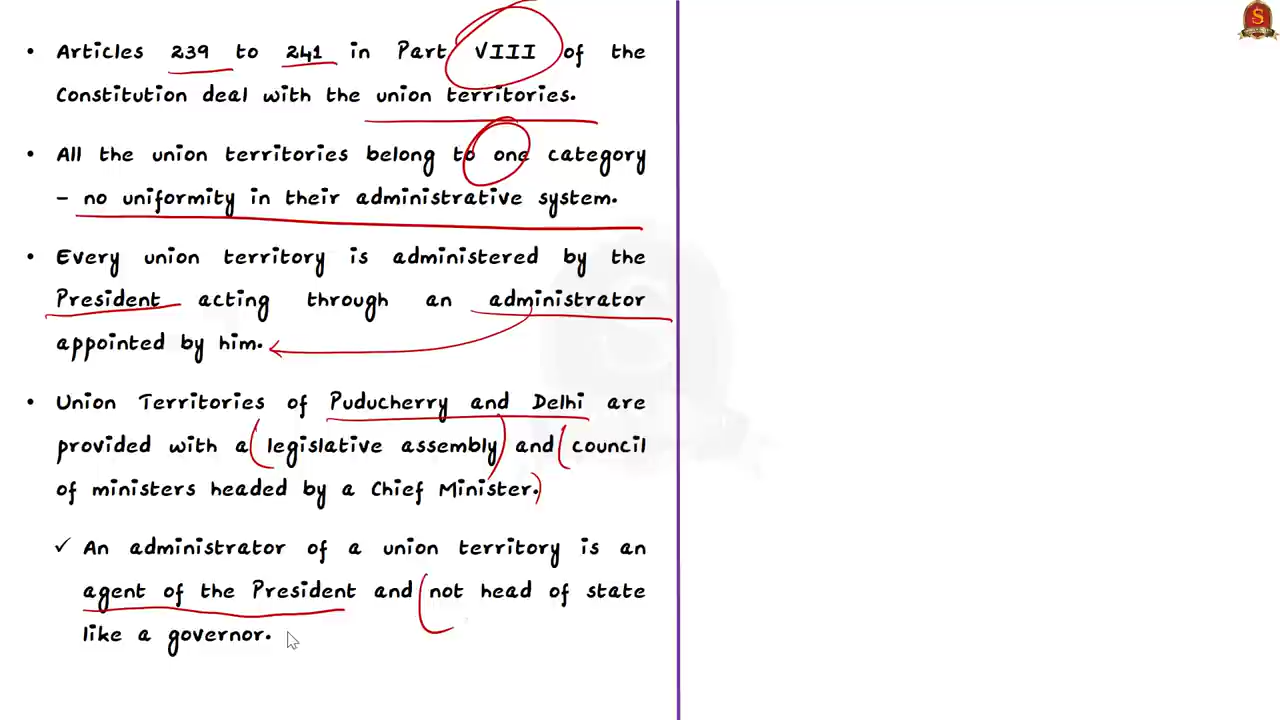 • Articles 239 to 241 in Part VIII of the
Constitution deal with the union territories.
• All the union territories belong to one category
– no uniformity in their administrative system.
• Every union territory is administered by the
President acting through an administrator
appointed by him.
• Union Territories of Puducherry and Delhi are
provided with a legislative assembly and council
of ministers headed by a Chief Minister.
✓ An administrator of a union territory is an
agent of the President and not head of state
like a governor.